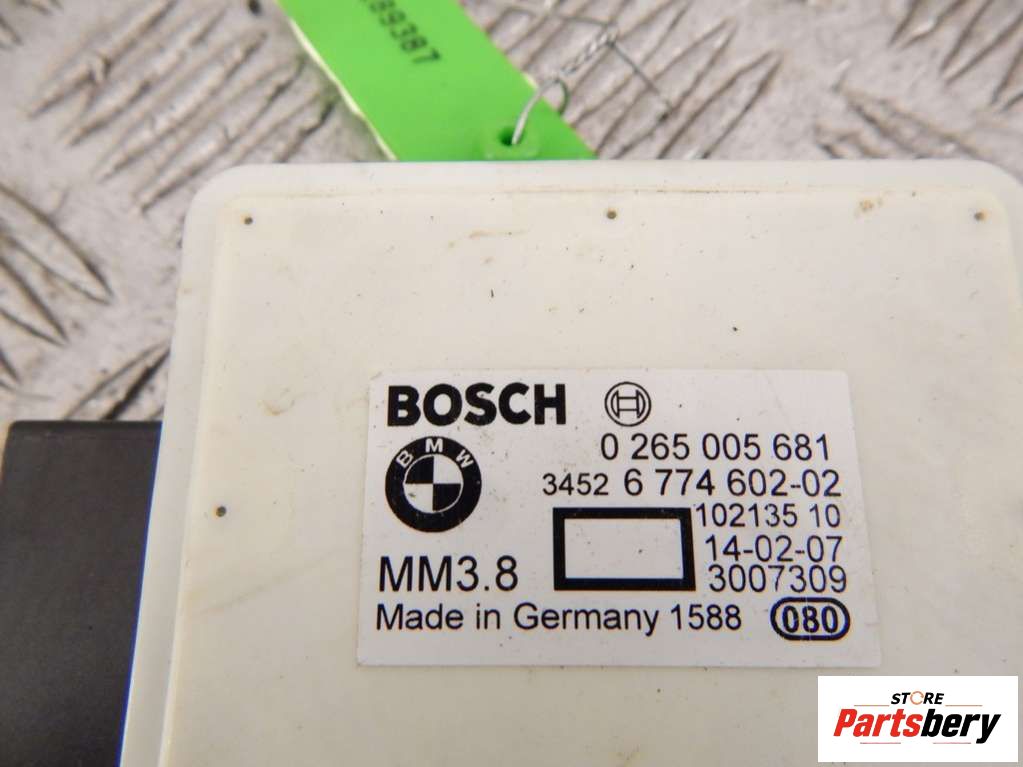 BOSCH
BMW
0 265 005 681
3452 6 774 602-02
102135 10
14-02-07
MM3.8
3007309
Made in Germany 1588
080
STORE
Partsbery